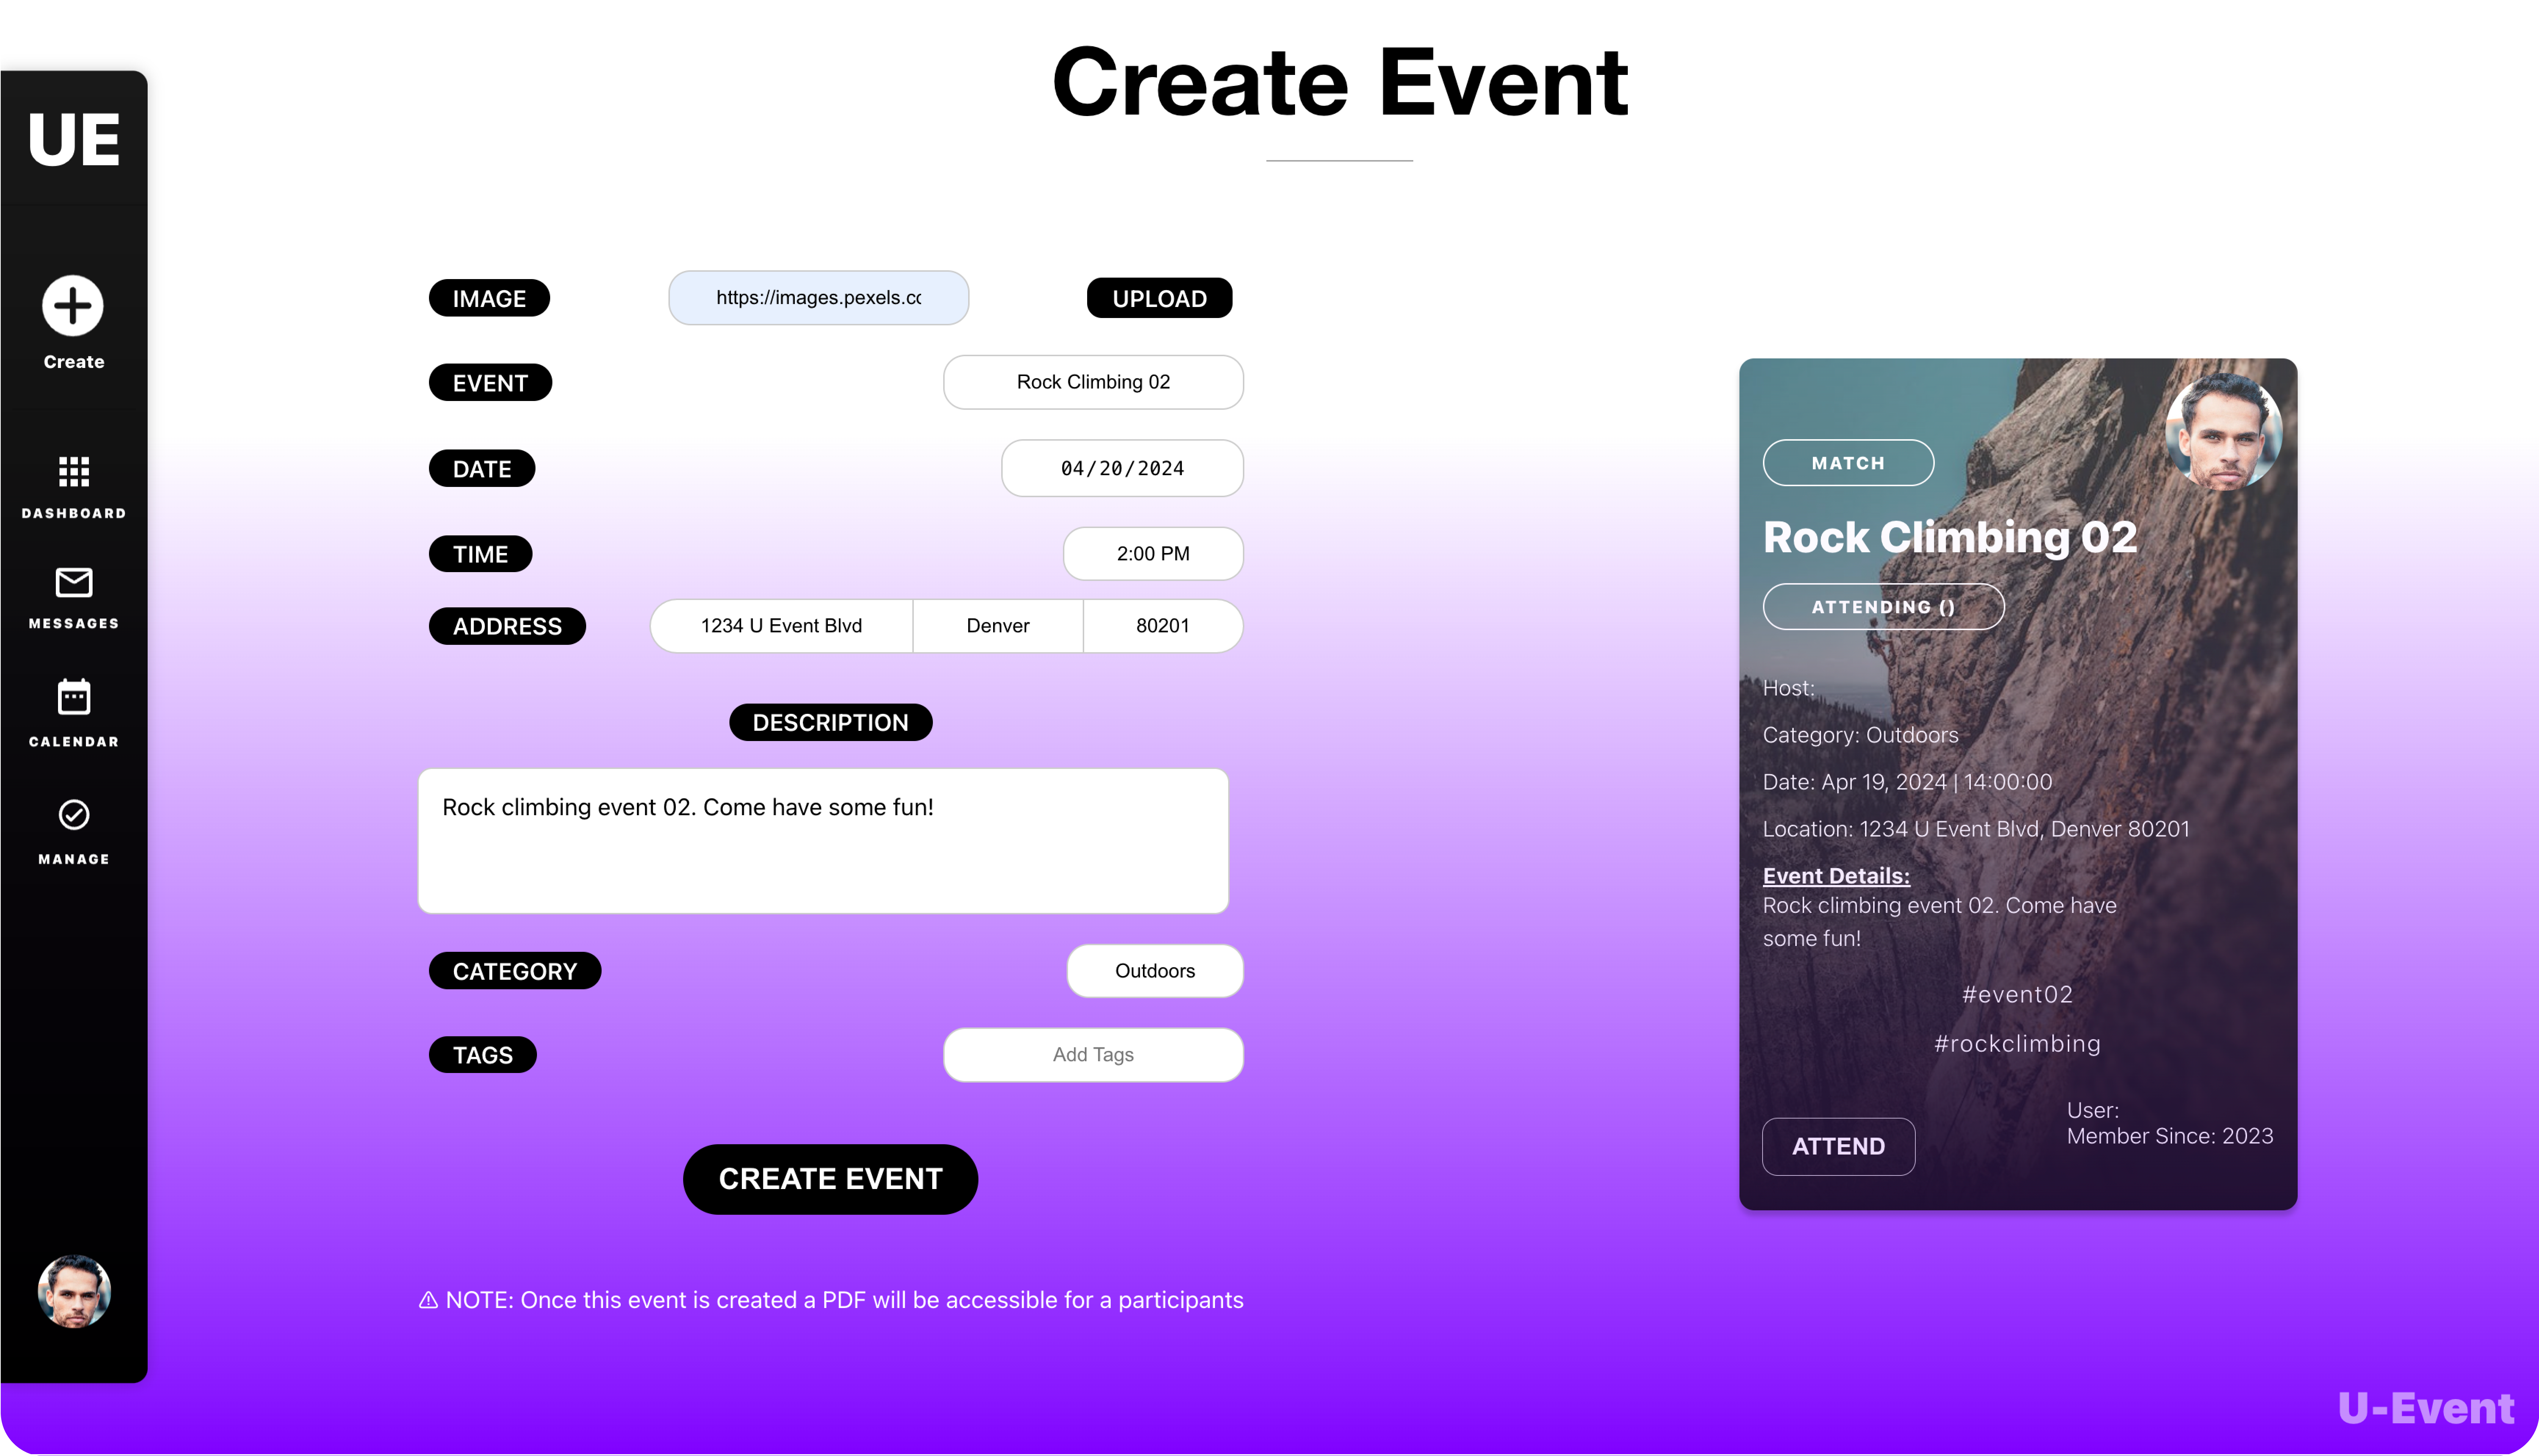 Create Event
UE
Create
DASHBOARD
MESSAGES
CALENDAR
MANAGE
IMAGE
https://images.pexels.cc
UPLOAD
EVENT
Rock Climbing 02
DATE
04/20/2024
TIME
2:00 PM
ADDRESS
1234 U Event Blvd
Denver
80201
DESCRIPTION
Rock climbing event 02. Come have some fun!
CATEGORY
Outdoors
TAGS
Add Tags
CREATE EVENT
⚠ NOTE: Once this event is created a PDF will be accessible for a participants
MATCH
Rock Climbing 02
ATTENDING ()
Host:
Category: Outdoors
Date: Apr 19, 2024 | 14:00:00
Location: 1234 U Event Blvd, Denver 80201
Event Details:
Rock climbing event 02. Come have
some fun!
#event02
#rockclimbing
User:
Member Since: 2023
ATTEND
U-Event